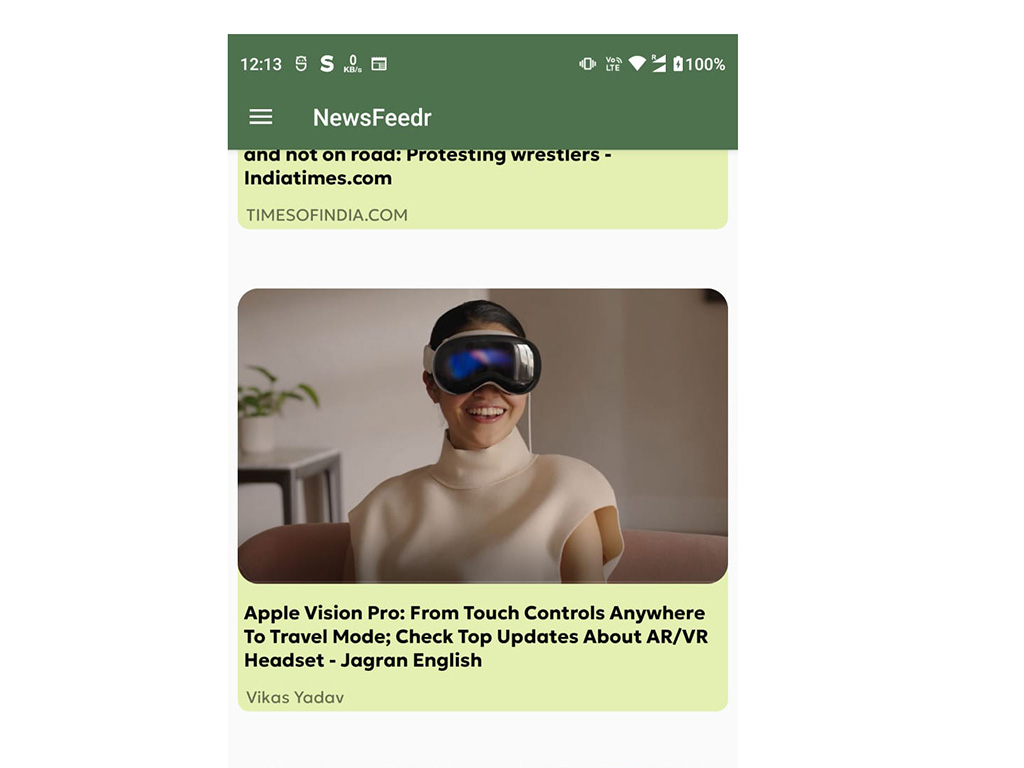 12:13 S 0 KB/s Vo LTE R 100%
NewsFeedr
and not on road: Protesting wrestlers -
Indiatimes.com
TIMESOFINDIA.COM
Apple Vision Pro: From Touch Controls Anywhere
To Travel Mode; Check Top Updates About AR/VR
Headset - Jagran English
Vikas Yadav